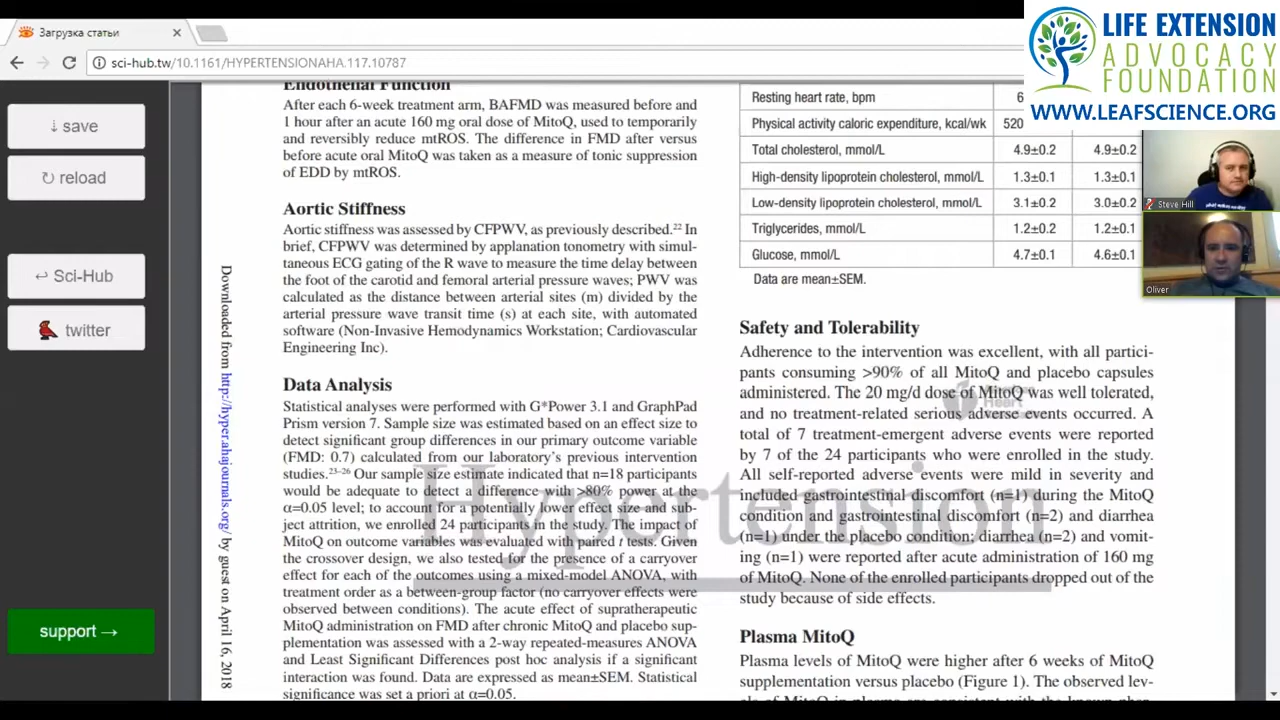 Загрузка статьи
sci-hub.tw/10.1161/HYPERTENSIONAHA.117.10787
LIFE EXTENSION
ADVOCACY
FOUNDATION
WWW.LEAFSCIENCE.ORG
Steve Hill
Oliver
↓ save
↻ reload
↩ Sci-Hub
twitter
support →
Downloaded from http://hyper.ahajournals.org/ by guest on April 16, 2018
Endothelial Function
After each 6-week treatment arm, BAFMD was measured before and
1 hour after an acute 160 mg oral dose of MitoQ, used to temporarily
and reversibly reduce mtROS. The difference in FMD after versus
before acute oral MitoQ was taken as a measure of tonic suppression
of EDD by mtROS.
Aortic Stiffness
Aortic stiffness was assessed by CFPWV, as previously described.22 In
brief, CFPWV was determined by applanation tonometry with simul-
taneous ECG gating of the R wave to measure the time delay between
the foot of the carotid and femoral arterial pressure waves; PWV was
calculated as the distance between arterial sites (m) divided by the
arterial pressure wave transit time (s) at each site, with automated
software (Non-Invasive Hemodynamics Workstation; Cardiovascular
Engineering Inc).
Data Analysis
Statistical analyses were performed with G*Power 3.1 and GraphPad
Prism version 7. Sample size was estimated based on an effect size to
detect significant group differences in our primary outcome variable
(FMD: 0.7) calculated from our laboratory's previous intervention
studies.23–26 Our sample size estimate indicated that n=18 participants
would be adequate to detect a difference with >80% power at the
α=0.05 level; to account for a potentially lower effect size and sub-
ject attrition, we enrolled 24 participants in the study. The impact of
MitoQ on outcome variables was evaluated with paired t tests. Given
the crossover design, we also tested for the presence of a carryover
effect for each of the outcomes using a mixed-model ANOVA, with
treatment order as a between-group factor (no carryover effects were
observed between conditions). The acute effect of supratherapeutic
MitoQ administration on FMD after chronic MitoQ and placebo sup-
plementation was assessed with a 2-way repeated-measures ANOVA
and Least Significant Differences post hoc analysis if a significant
interaction was found. Data are expressed as mean±SEM. Statistical
significance was set a priori at α=0.05.
Resting heart rate, bpm 6
Physical activity caloric expenditure, kcal/wk 520
Total cholesterol, mmol/L 4.9±0.2 4.9±0.2
High-density lipoprotein cholesterol, mmol/L 1.3±0.1 1.3±0.1
Low-density lipoprotein cholesterol, mmol/L 3.1±0.2 3.0±0.2
Triglycerides, mmol/L 1.2±0.2 1.2±0.1
Glucose, mmol/L 4.7±0.1 4.6±0.1
Data are mean±SEM.
Safety and Tolerability
Adherence to the intervention was excellent, with all partici-
pants consuming >90% of all MitoQ and placebo capsules
administered. The 20 mg/d dose of MitoQ was well tolerated,
and no treatment-related serious adverse events occurred. A
total of 7 treatment-emergent adverse events were reported
by 7 of the 24 participants who were enrolled in the study.
All self-reported adverse events were mild in severity and
included gastrointestinal discomfort (n=1) during the MitoQ
condition and gastrointestinal discomfort (n=2) and diarrhea
(n=1) under the placebo condition; diarrhea (n=2) and vomit-
ing (n=1) were reported after acute administration of 160 mg
of MitoQ. None of the enrolled participants dropped out of the
study because of side effects.
Plasma MitoQ
Plasma levels of MitoQ were higher after 6 weeks of MitoQ
supplementation versus placebo (Figure 1). The observed lev-
els of MitoQ in plasma are consistent with the known phar-
Hypertension